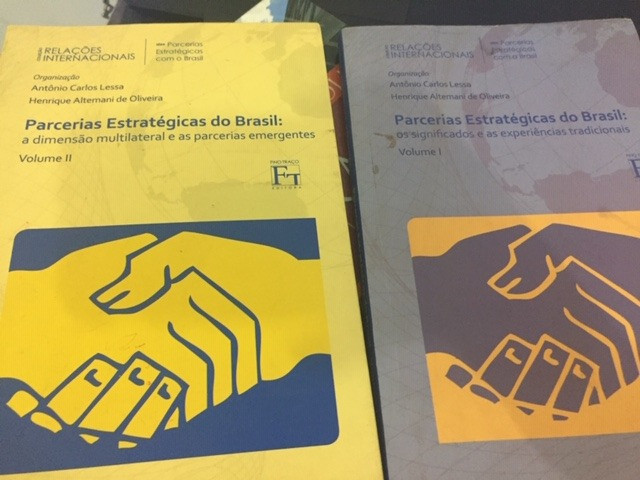 COLEÇÃO
RELAÇÕES
INTERNACIONAIS
Parcerias
Estratégicas
com o Brasil
Organização
Antônio Carlos Lessa
Henrique Altemani de Oliveira
Parcerias Estratégicas do Brasil:
a dimensão multilateral e as parcerias emergentes
Volume II
FINO TRAÇO
FT
EDITORA
RELAÇÕES
INTERNACIONAIS
Parcerias
Estratégicas
com o Brasil
Organização
Antônio Carlos Lessa
Henrique Altemani de Oliveira
Parcerias Estratégicas do Brasil:
os significados e as experiências tradicionais
Volume I